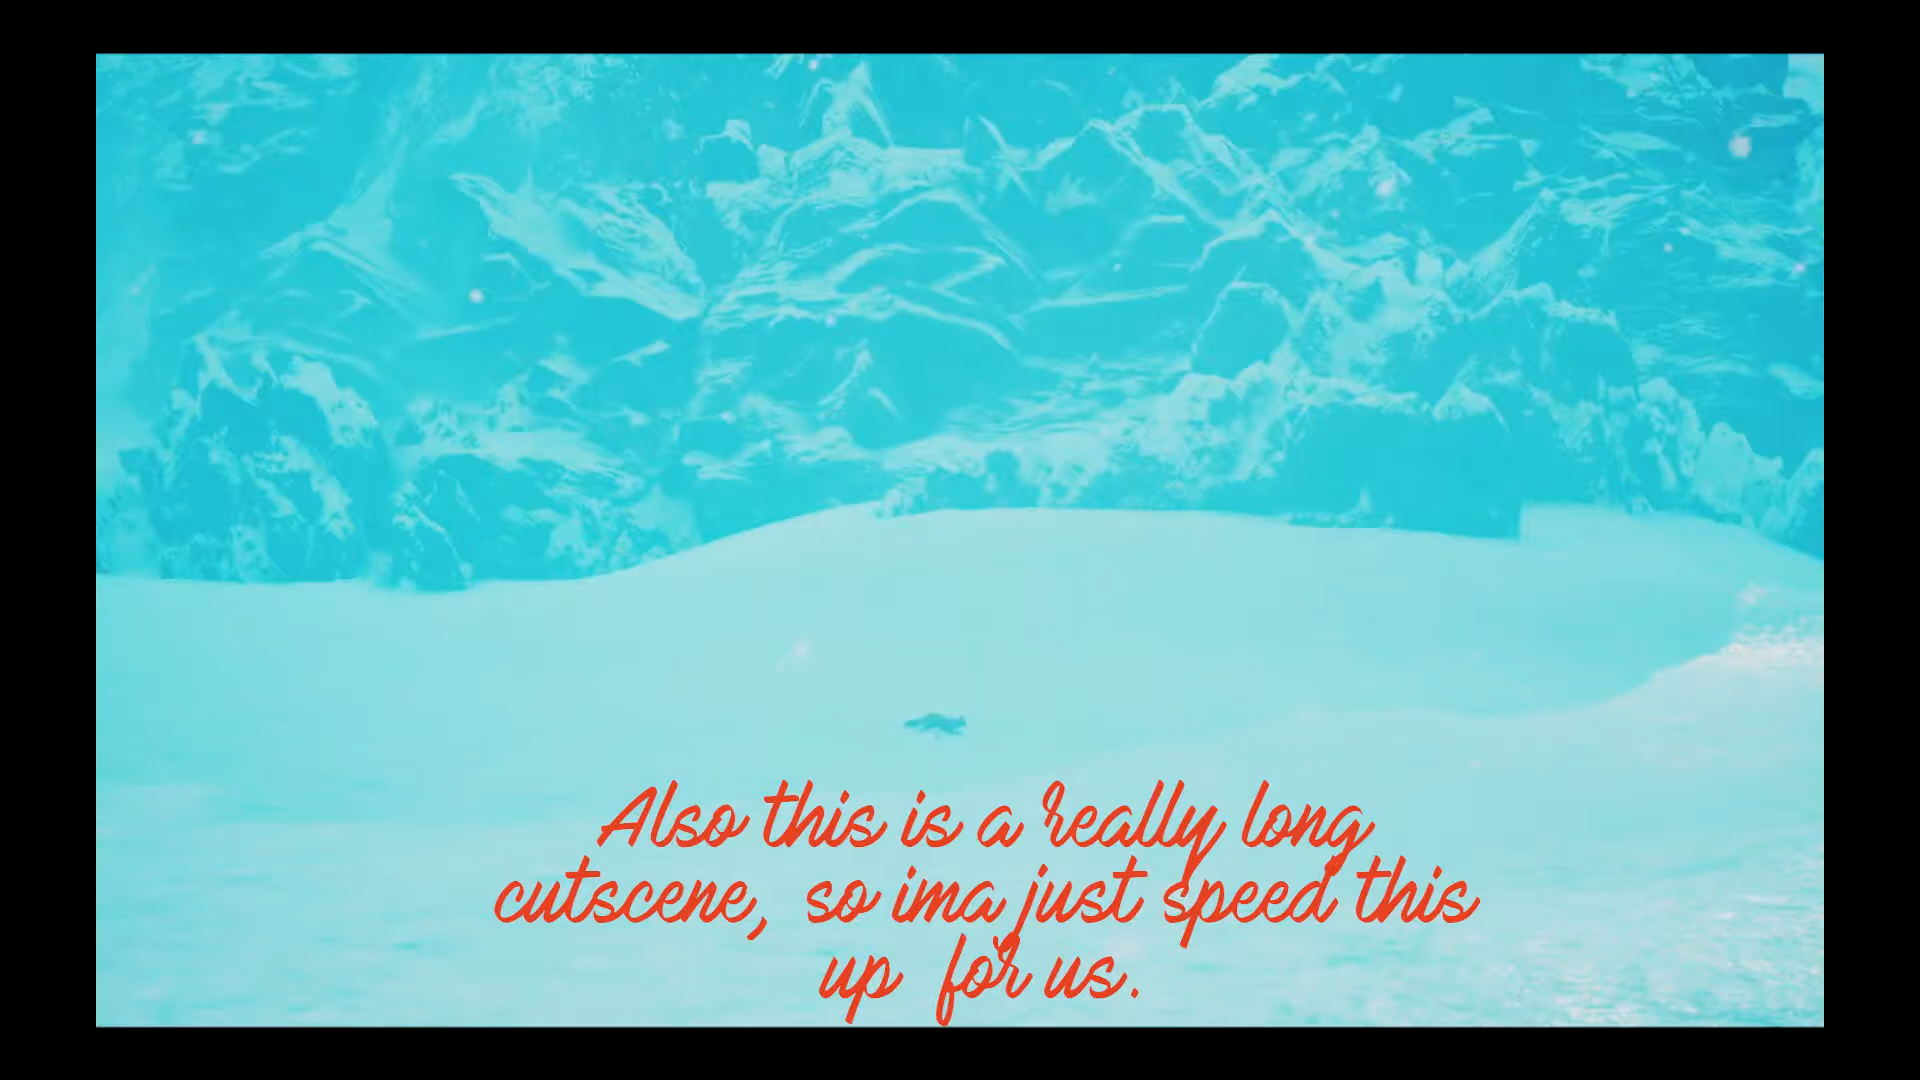 Also this is a really long
cutscene, so ima just speed this
up for us.